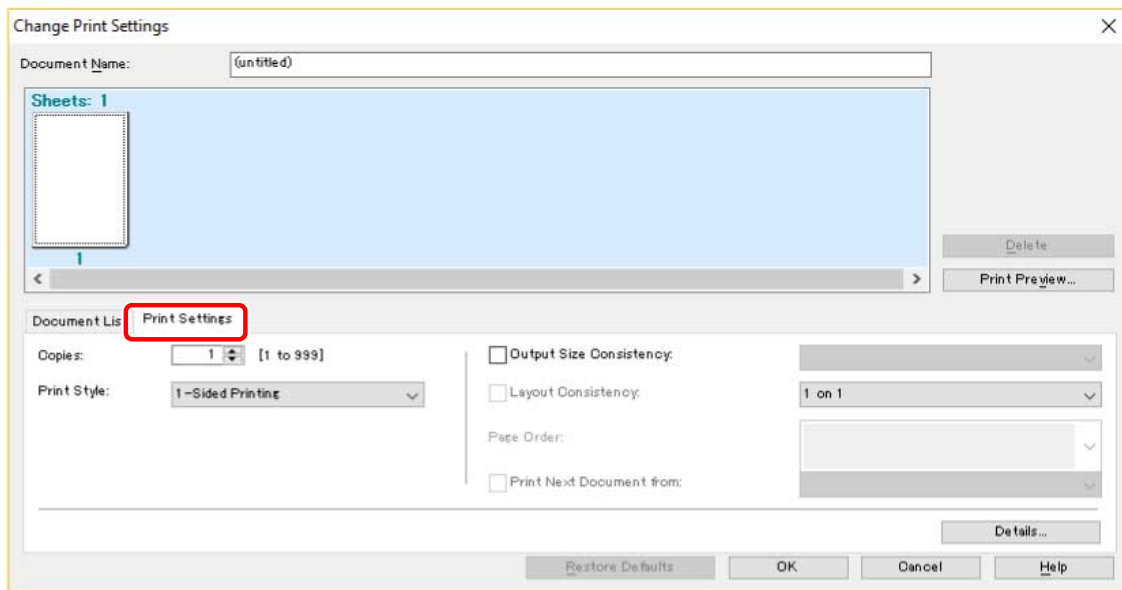 Change Print Settings
Document Name: (untitled)
Sheets: 1
1
Delete
Print Preview...
Document Lis Print Settings
Copies: 1 [1 to 999] Output Size Consistency:
Print Style: 1-Sided Printing Layout Consistency: 1 on 1
Page Order:
Print Next Document from:
Details...
Restore Defaults OK Cancel Help